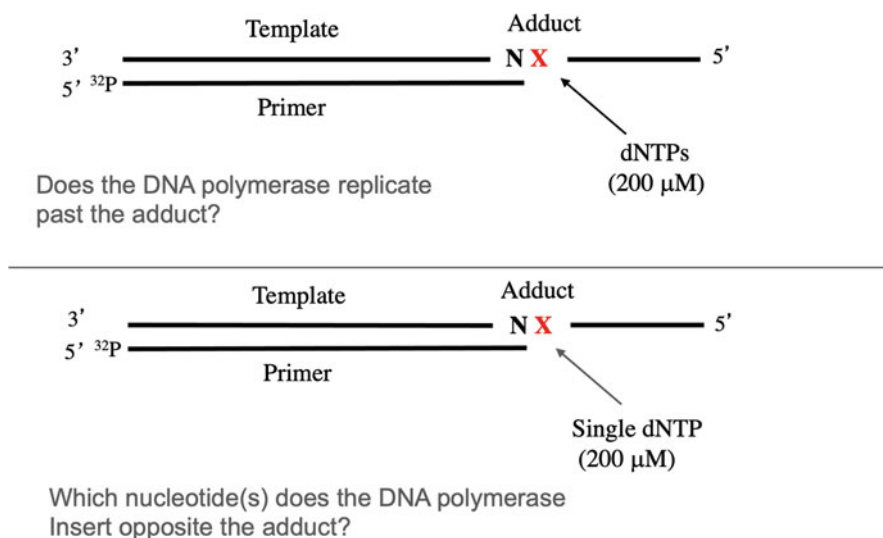 Template
Adduct
3’ N X 5’
5’ ³²P
Primer
dNTPs
(200 µM)
Does the DNA polymerase replicate
past the adduct?
Template
Adduct
3’ N X 5’
5’ ³²P
Primer
Single dNTP
(200 µM)
Which nucleotide(s) does the DNA polymerase
Insert opposite the adduct?